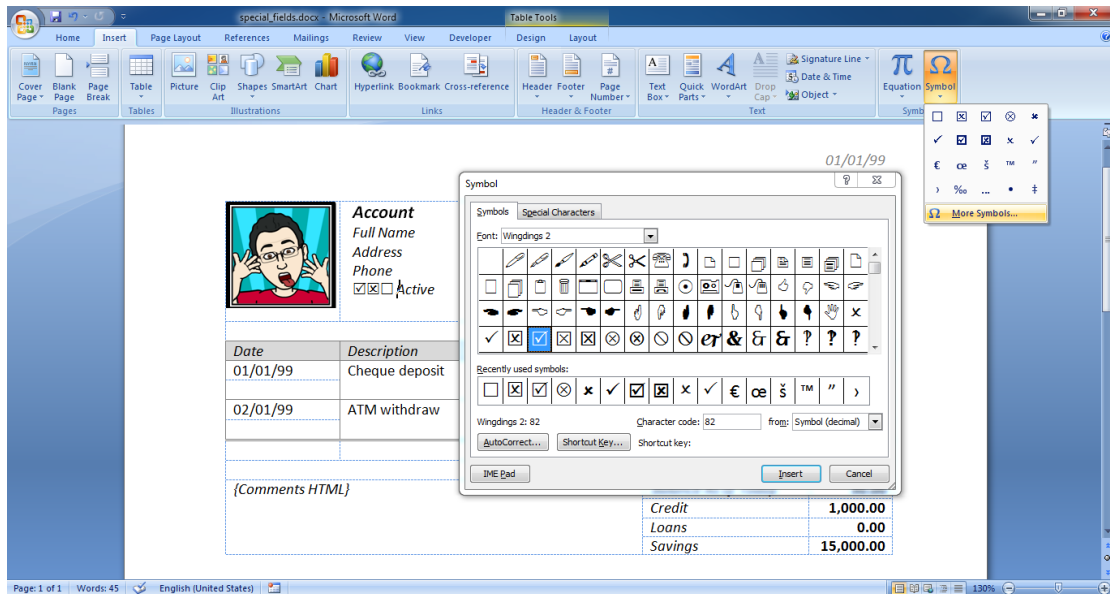 special_fields.docx - Microsoft Word
Table Tools
Home Insert Page Layout References Mailings Review View Developer Design Layout
Cover Page
Blank Page
Page Break
Table
Picture
Clip Art
Shapes
SmartArt
Chart
Hyperlink
Bookmark
Cross-reference
Header
Footer
Page Number
Text Box
Quick Parts
WordArt
Drop Cap
Signature Line
Date & Time
Object
Equation
Symbol
Pages Tables Illustrations Links Header & Footer Text Symb
€ œ š ™ ”
› ‰ ... • ‡
More Symbols...
01/01/99
Account
Full Name
Address
Phone
☑☒☐ Active
Date Description
01/01/99 Cheque deposit
02/01/99 ATM withdraw
{Comments HTML}
Credit 1,000.00
Loans 0.00
Savings 15,000.00
Symbol
Symbols Special Characters
Font: Wingdings 2
er & & &
? ? ?
Recently used symbols:
€ œ š ™ ” ›
Wingdings 2: 82
Character code: 82 from: Symbol (decimal)
AutoCorrect... Shortcut Key... Shortcut key:
IME Pad Insert Cancel
Page: 1 of 1 Words: 45 English (United States) 130%